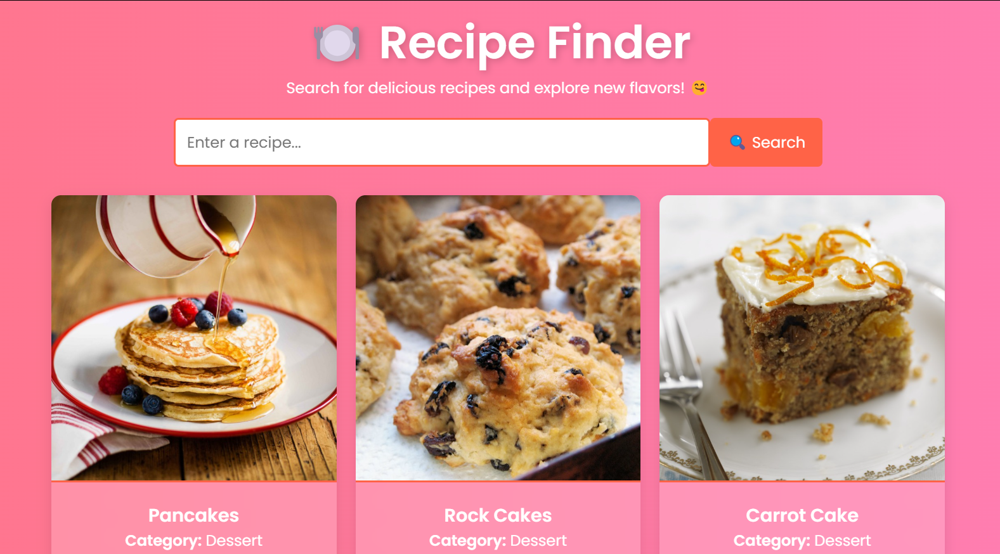 🍽️ Recipe Finder
Search for delicious recipes and explore new flavors! 😋
Enter a recipe...
🔍 Search
Pancakes
Category: Dessert
Rock Cakes
Category: Dessert
Carrot Cake
Category: Dessert